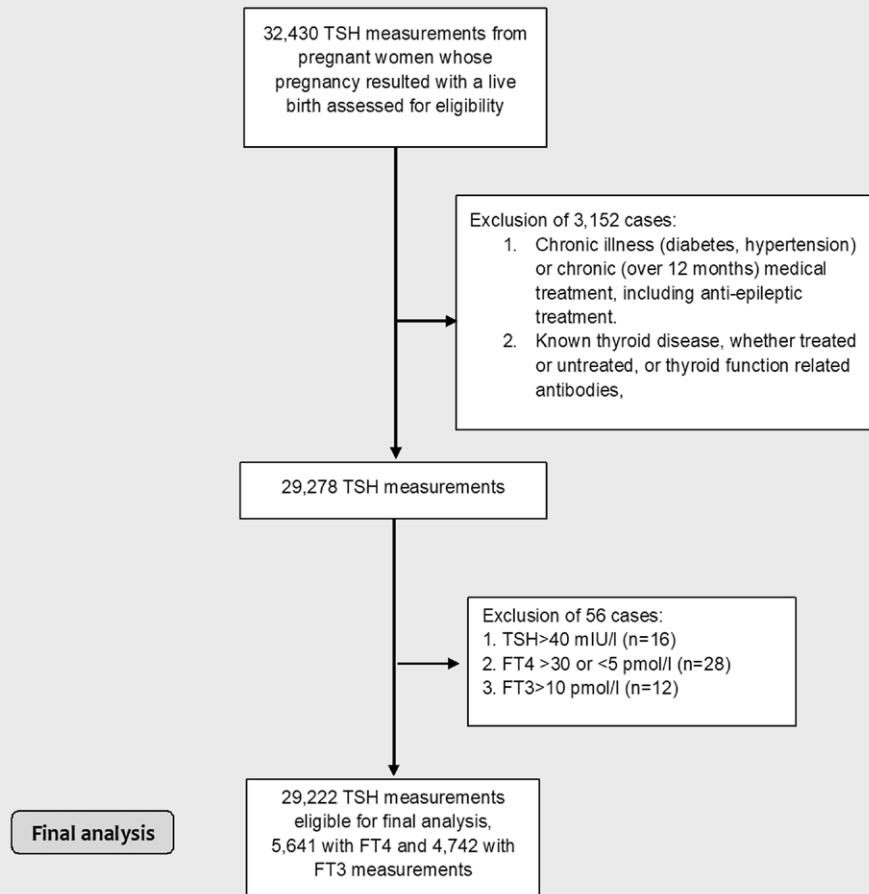 32,430 TSH measurements from
pregnant women whose
pregnancy resulted with a live
birth assessed for eligibility
Exclusion of 3,152 cases:
1. Chronic illness (diabetes, hypertension)
or chronic (over 12 months) medical
treatment, including anti-epileptic
treatment.
2. Known thyroid disease, whether treated
or untreated, or thyroid function related
antibodies,
29,278 TSH measurements
Exclusion of 56 cases:
1. TSH>40 mIU/l (n=16)
2. FT4 >30 or <5 pmol/l (n=28)
3. FT3>10 pmol/l (n=12)
Final analysis
29,222 TSH measurements
eligible for final analysis,
5,641 with FT4 and 4,742 with
FT3 measurements